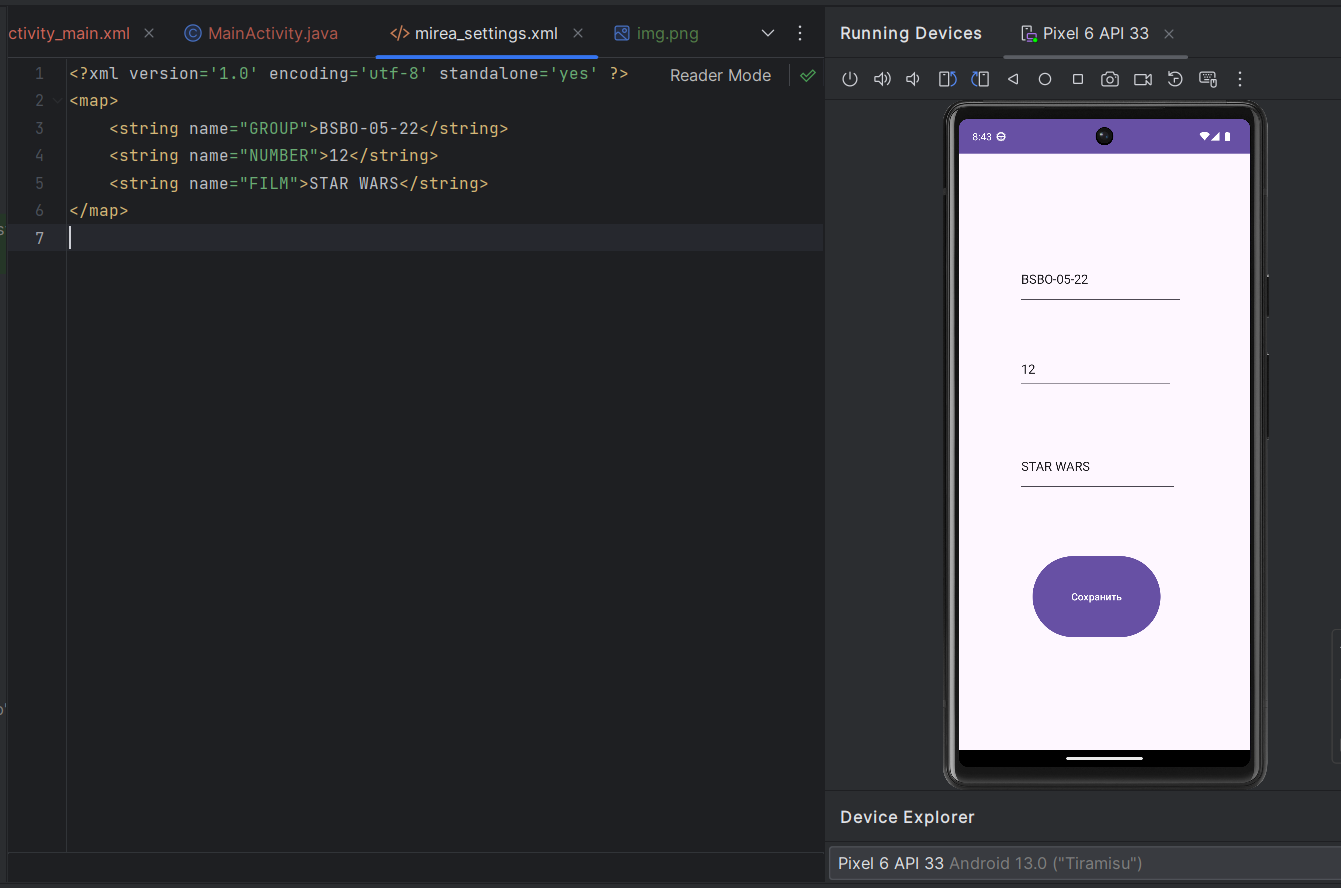 ctivity_main.xml
MainActivity.java
mirea_settings.xml
img.png
Running Devices
Pixel 6 API 33
Reader Mode
1 <?xml version='1.0' encoding='utf-8' standalone='yes' ?>
2 <map>
3     <string name="GROUP">BSBO-05-22</string>
4     <string name="NUMBER">12</string>
5     <string name="FILM">STAR WARS</string>
6 </map>
7
8:43
BSBO-05-22
12
STAR WARS
Сохранить
Device Explorer
Pixel 6 API 33 Android 13.0 ("Tiramisu")